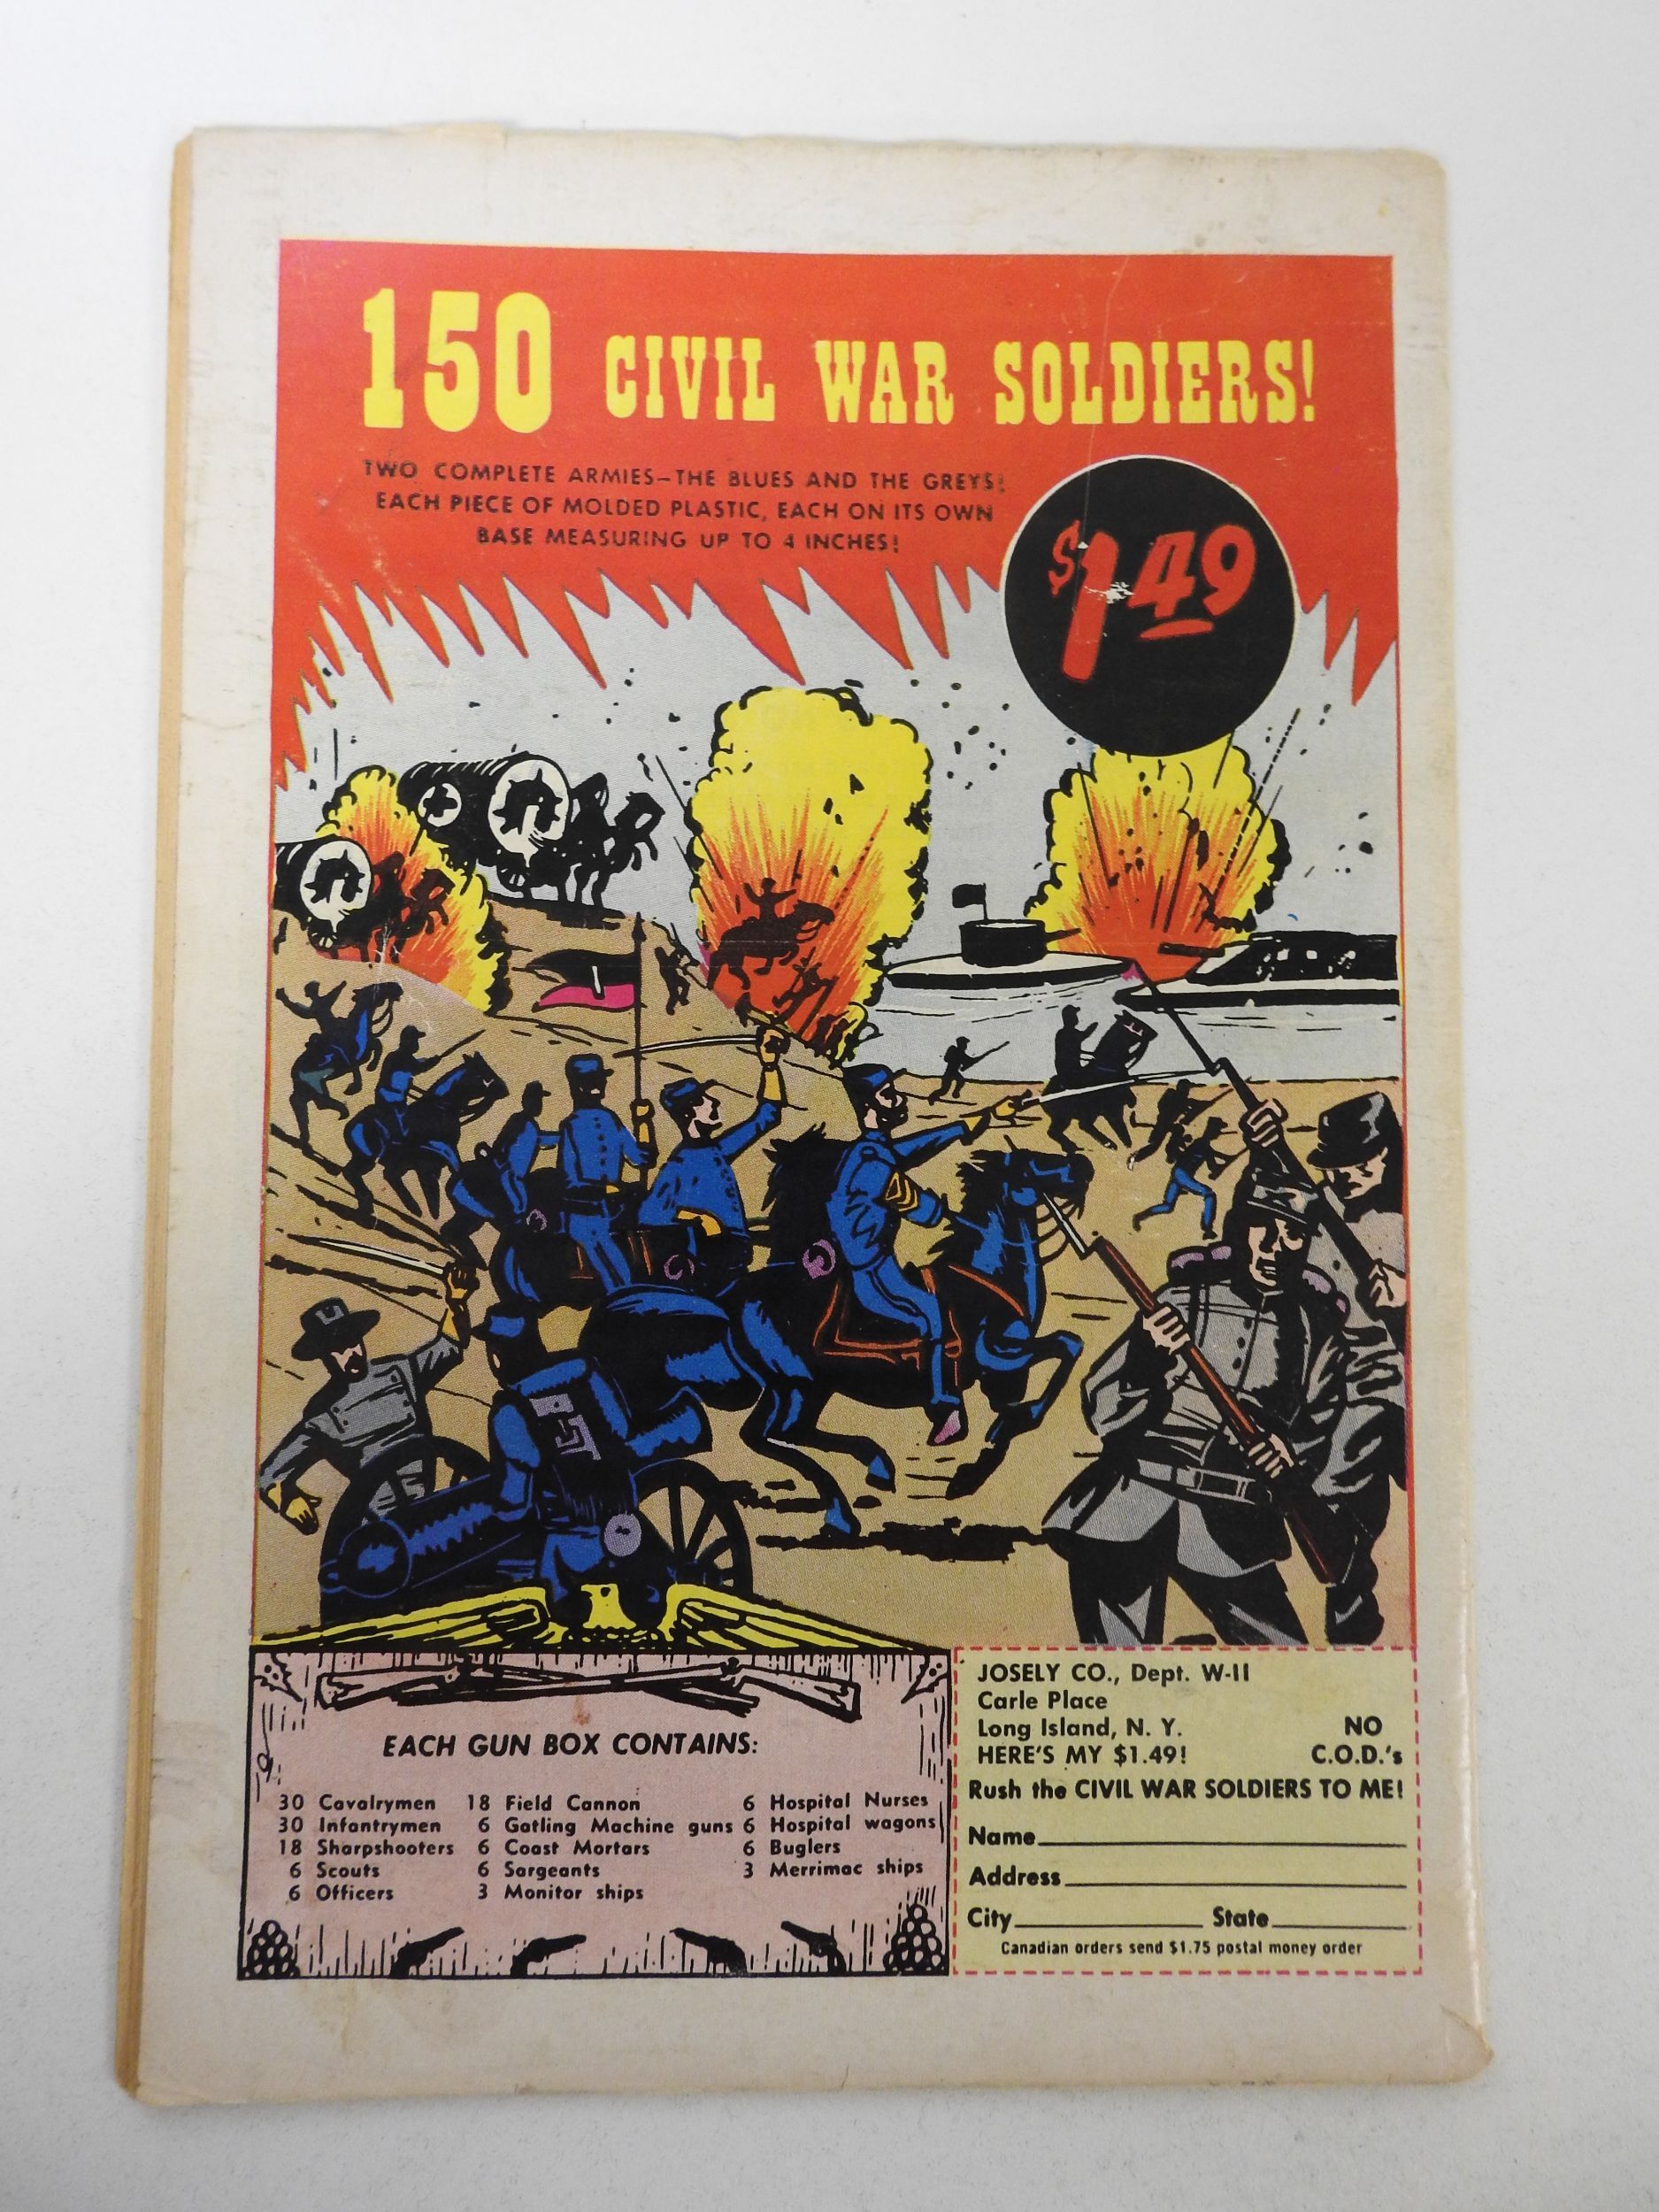 150 CIVIL WAR SOLDIERS!
TWO COMPLETE ARMIES—THE BLUES AND THE GREYS!
EACH PIECE OF MOLDED PLASTIC, EACH ON ITS OWN
BASE MEASURING UP TO 4 INCHES!
$1.49
EACH GUN BOX CONTAINS:
30 Cavalrymen
30 Infantrymen
18 Sharpshooters
6 Scouts
6 Officers
18 Field Cannon
6 Gatling Machine guns
6 Coast Mortars
6 Sargeants
3 Monitor ships
6 Hospital Nurses
6 Hospital wagons
6 Buglers
3 Merrimac ships
JOSELY CO., Dept. W-11
Carle Place
Long Island, N. Y.
HERE'S MY $1.49!
NO
C.O.D.'s
Rush the CIVIL WAR SOLDIERS TO ME!
Name
Address
City State
Canadian orders send $1.75 postal money order